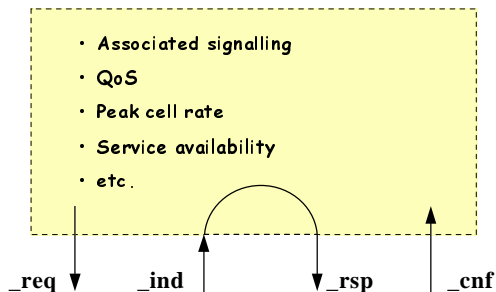 • Associated signalling
• QoS
• Peak cell rate
• Service availability
• etc.
_req _ind _rsp _cnf